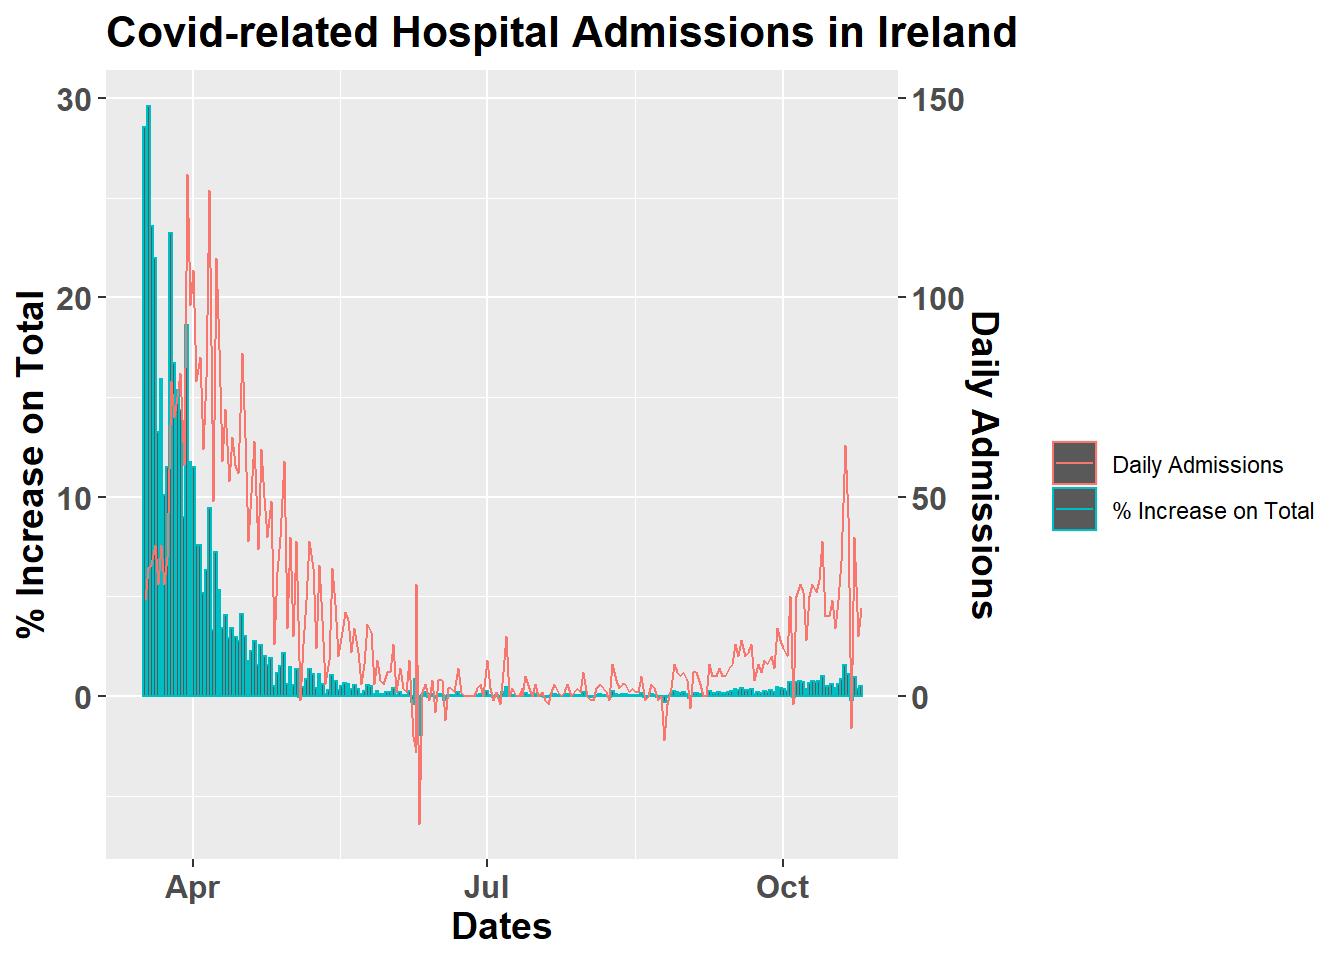 Covid-related Hospital Admissions in Ireland
% Increase on Total
30
20
10
0
150
100
50
0
Daily Admissions
Apr
Jul
Oct
Dates
Daily Admissions
% Increase on Total